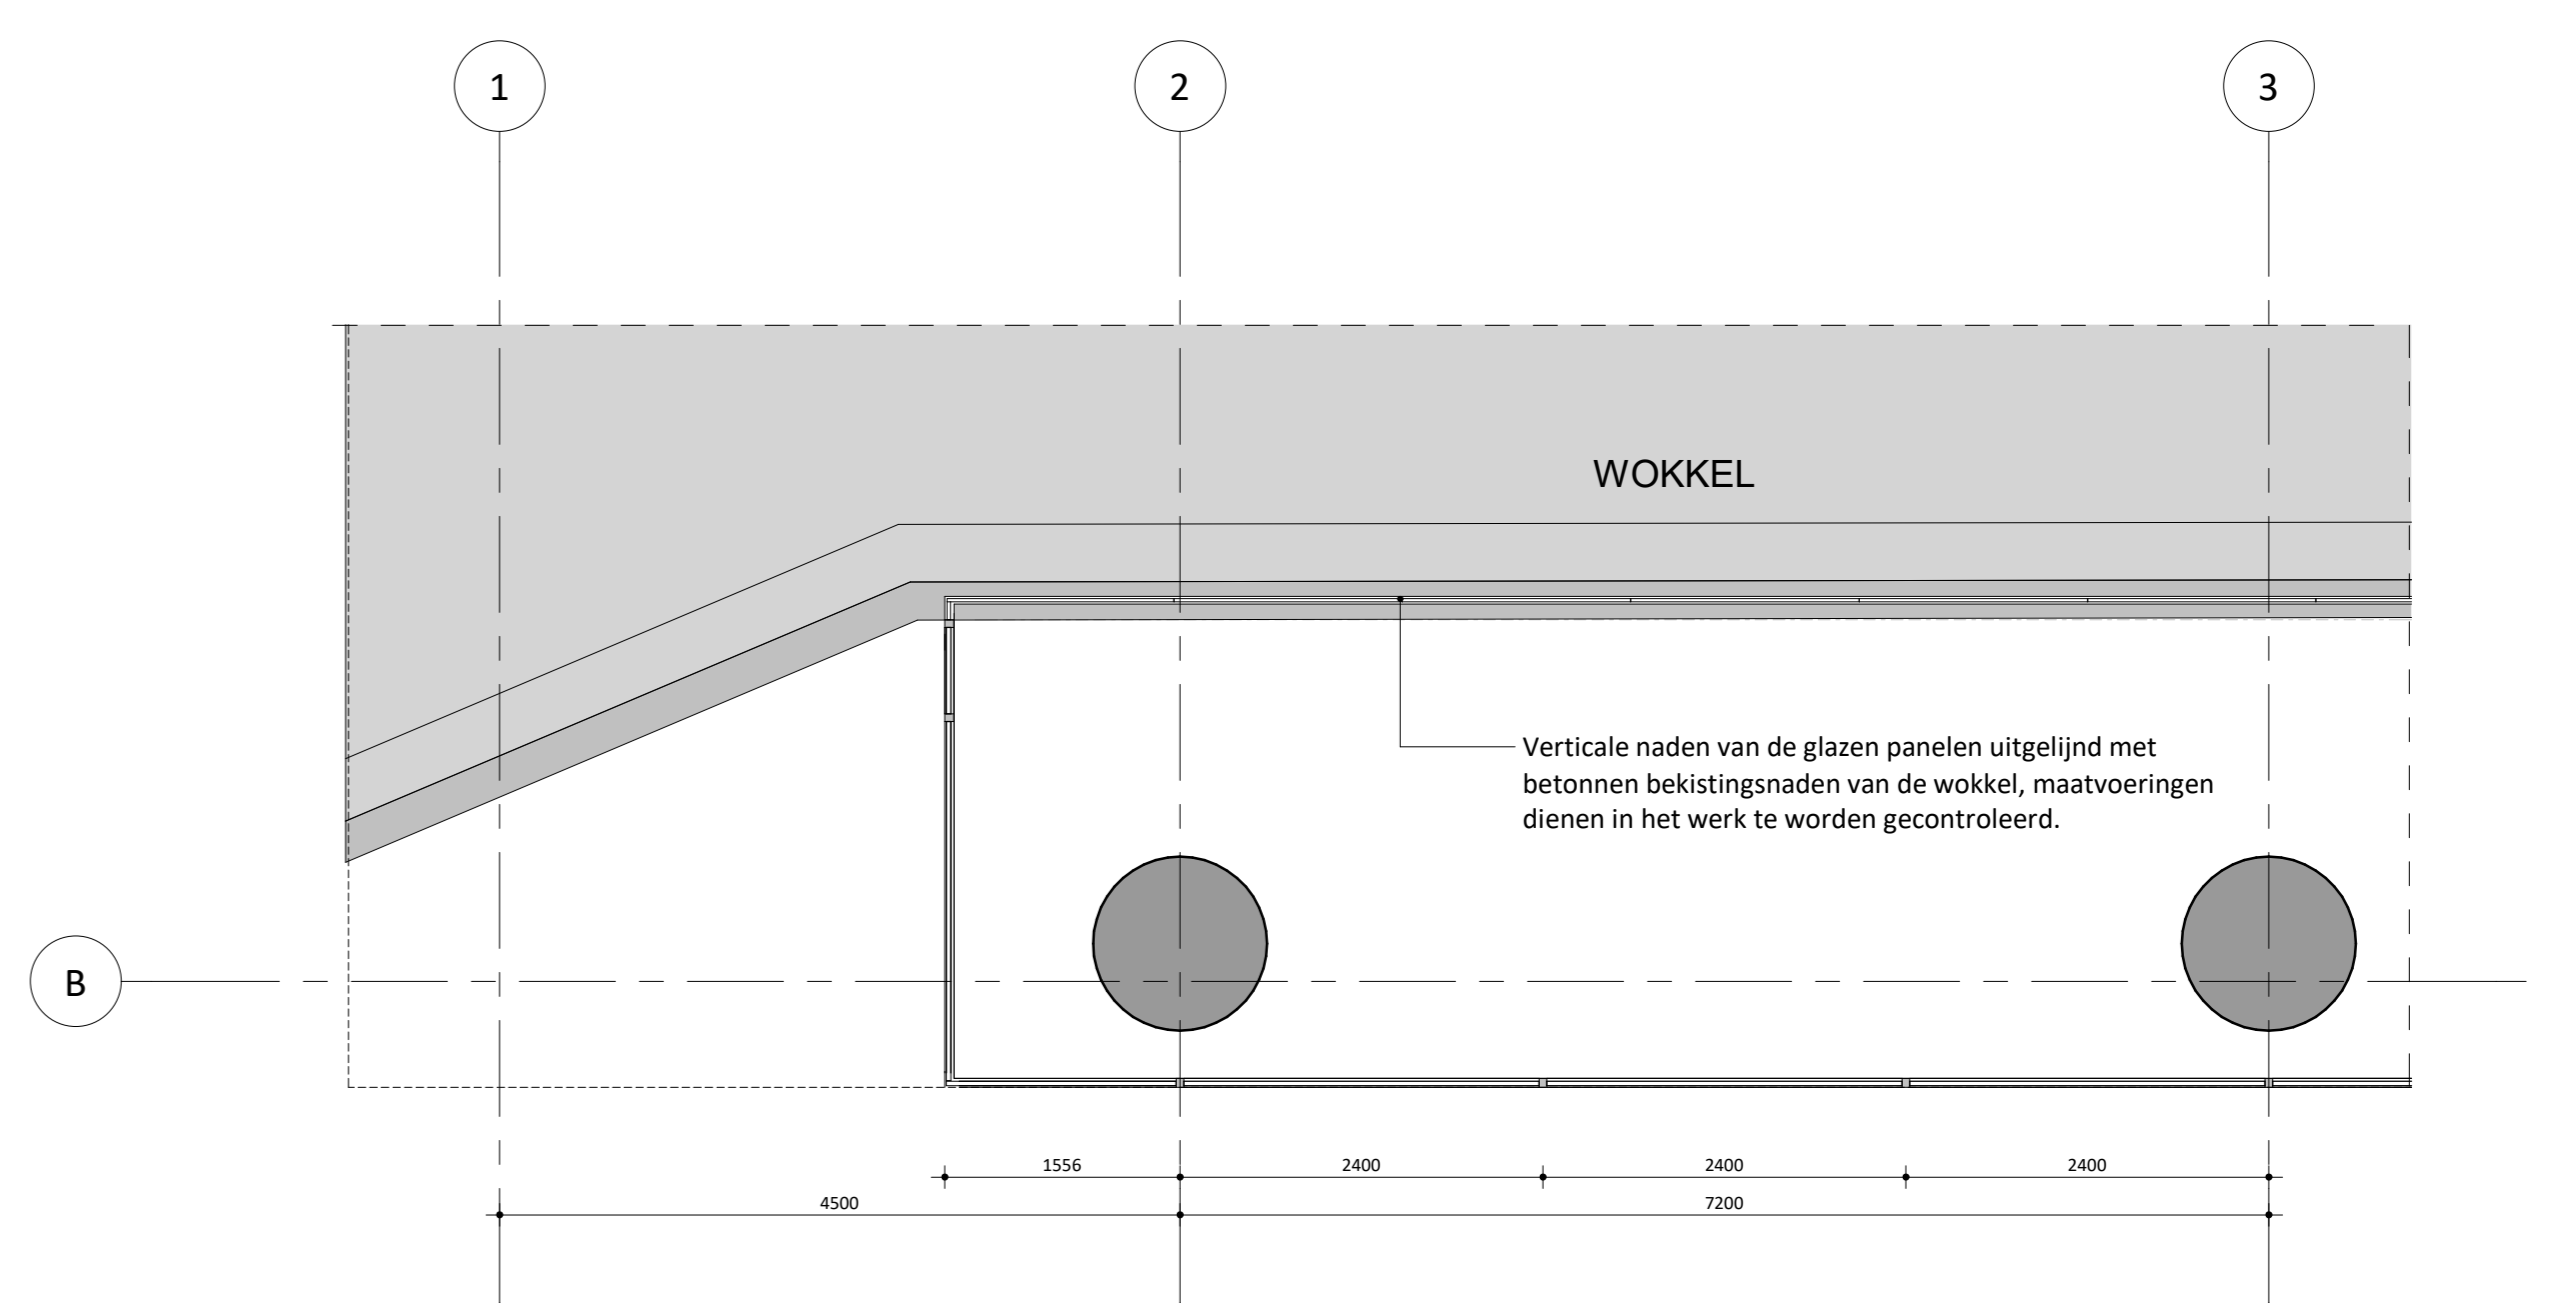 1
2
3
WOKKEL
Verticale naden van de glazen panelen uitgelijnd met
betonnen bekistingsnaden van de wokkel, maatvoeringen
dienen in het werk te worden gecontroleerd.
B
1556
2400
2400
2400
4500
7200